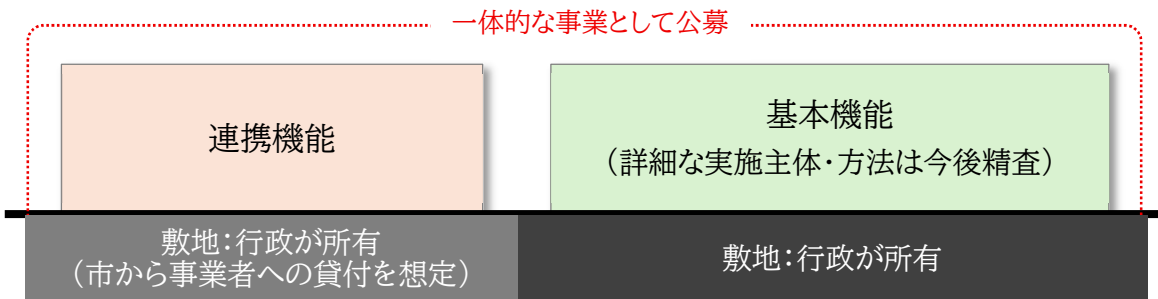 一体的な事業として公募
連携機能
基本機能
（詳細な実施主体・方法は今後精査）
敷地：行政が所有
（市から事業者への貸付を想定）
敷地：行政が所有